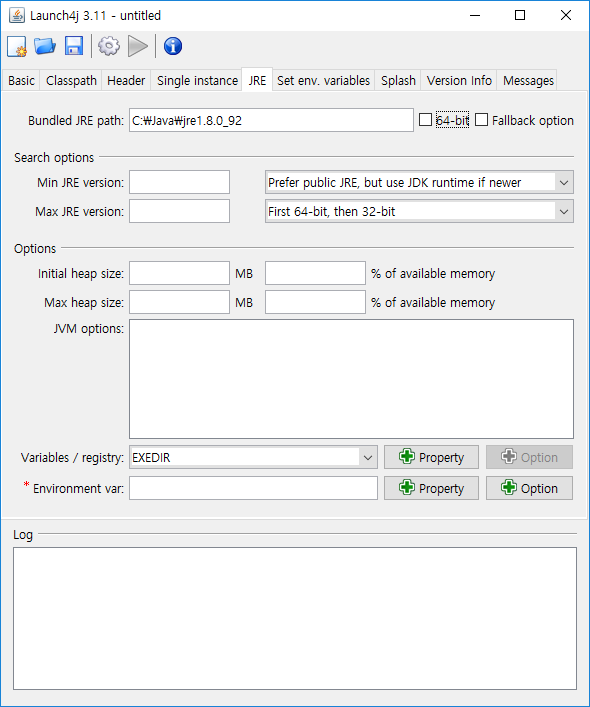 Launch4j 3.11 - untitled
Basic Classpath Header Single instance JRE Set env. variables Splash Version Info Messages
Bundled JRE path: C:₩Java₩jre1.8.0_92 64-bit Fallback option
Search options
Min JRE version: Prefer public JRE, but use JDK runtime if newer
Max JRE version: First 64-bit, then 32-bit
Options
Initial heap size: MB % of available memory
Max heap size: MB % of available memory
JVM options:
Variables / registry: EXEDIR Property Option
* Environment var: Property Option
Log